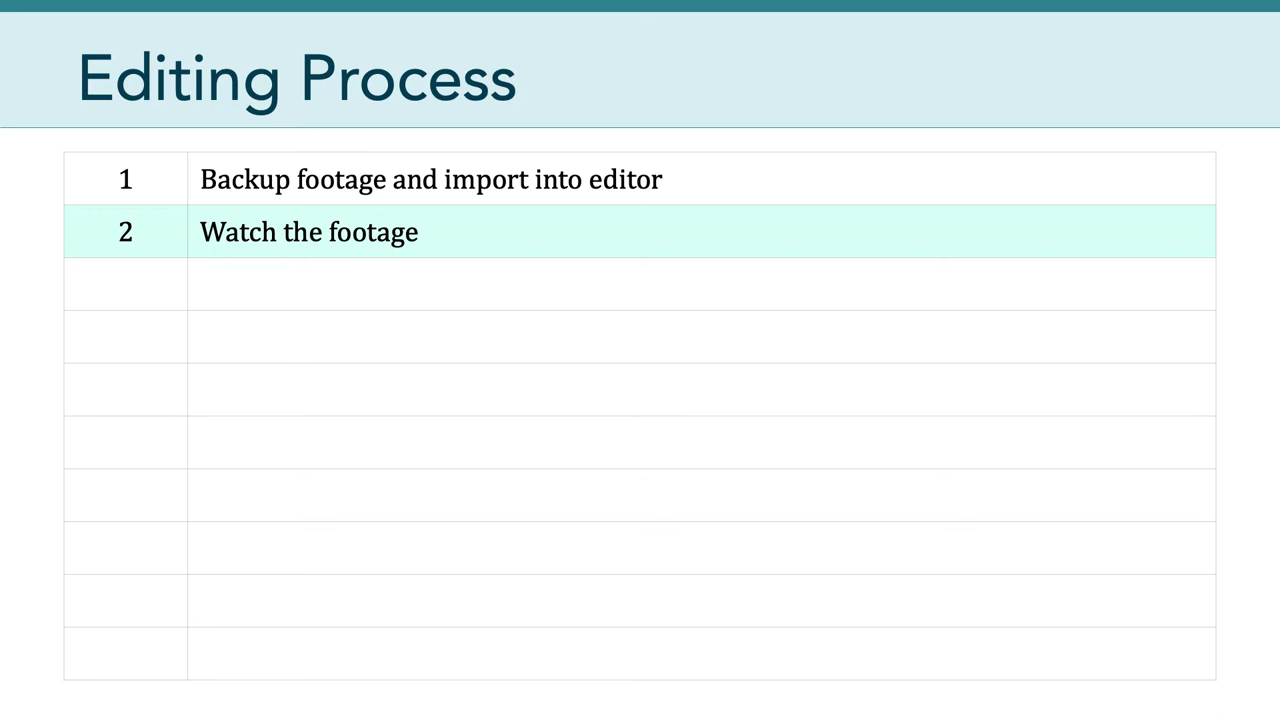 Editing Process
1 Backup footage and import into editor
2 Watch the footage